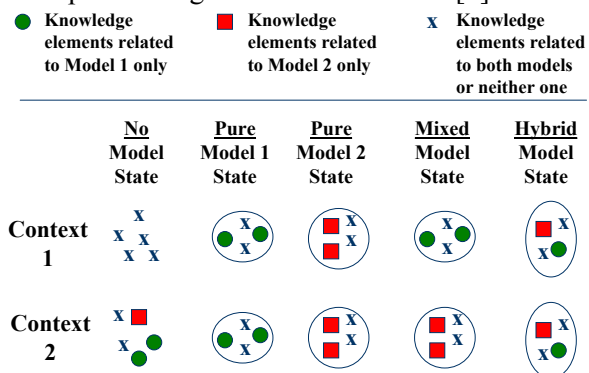 Knowledge elements related to Model 1 only
Knowledge elements related to Model 2 only
x Knowledge elements related to both models or neither one
No Model State
Pure Model 1 State
Pure Model 2 State
Mixed Model State
Hybrid Model State
Context 1
x
x x
x x
x
x
x
x
x
x
x
x
Context 2
x
x
x
x
x
x
x
x
x
x